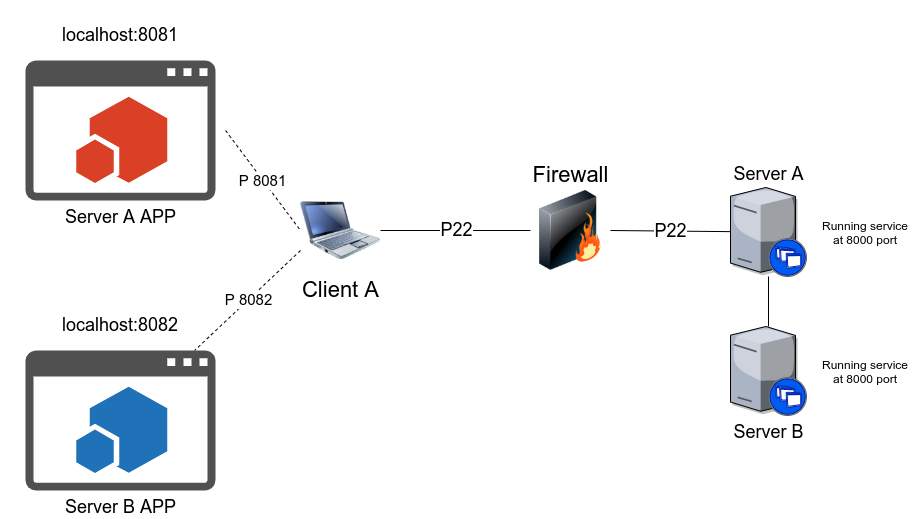 localhost:8081
P 8081
Server A APP
localhost:8082
P 8082
Server B APP
Client A
P22
Firewall
P22
Server A
Running service
at 8000 port
Running service
at 8000 port
Server B